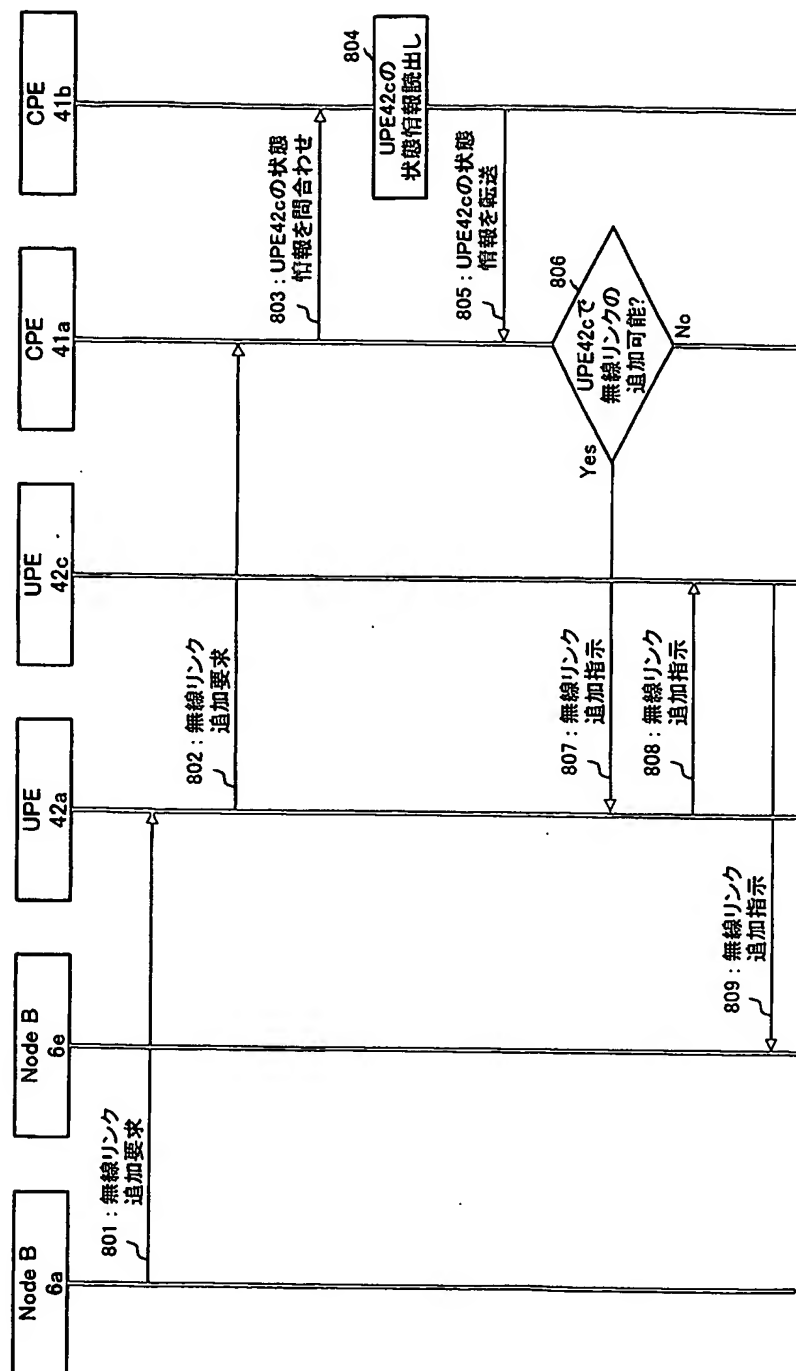 Node B
6a
Node B
6e
UPE
42a
UPE
42c
CPE
41a
CPE
41b
801：無線リンク
追加要求
802：無線リンク
追加要求
803：UPE42cの状態
情報を問合わせ
804
UPE42cの
状態情報読出し
805：UPE42cの状態
情報を転送
806
UPE42cで
無線リンクの
追加可能?
Yes
No
807：無線リンク
追加指示
808：無線リンク
追加指示
809：無線リンク
追加指示